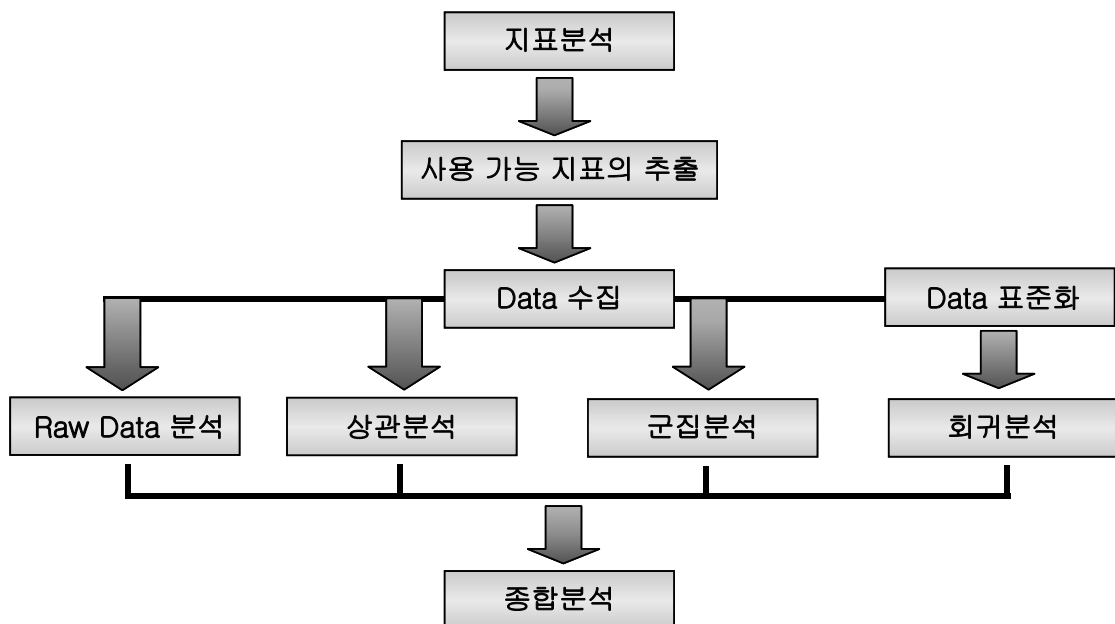 지표분석
사용 가능 지표의 추출
Data 수집
Data 표준화
Raw Data 분석
상관분석
군집분석
회귀분석
종합분석